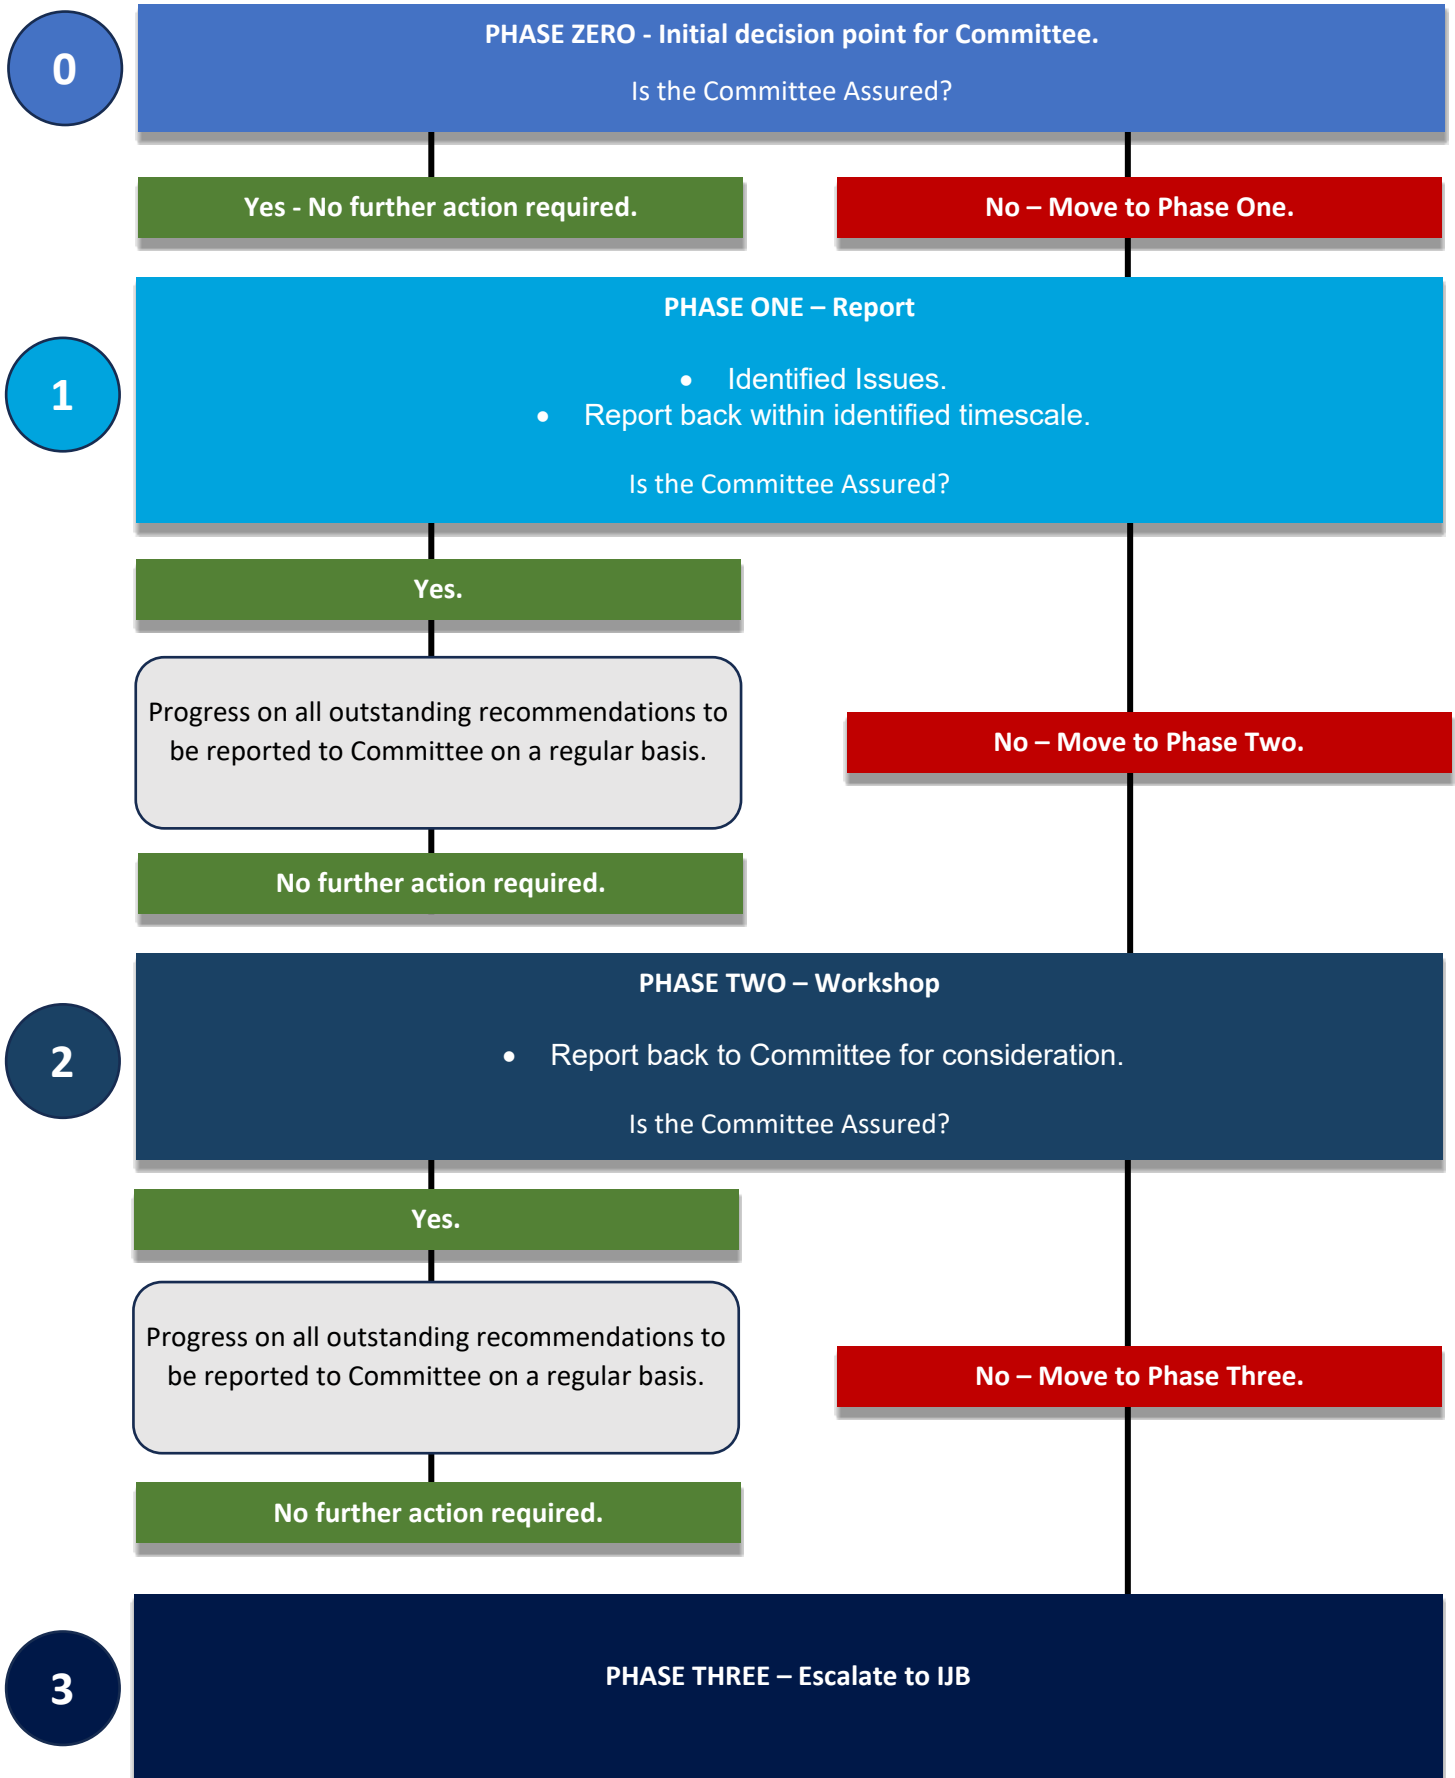 0
PHASE ZERO - Initial decision point for Committee.
Is the Committee Assured?
Yes - No further action required.
No – Move to Phase One.
1
PHASE ONE – Report
• Identified Issues.
• Report back within identified timescale.
Is the Committee Assured?
Yes.
Progress on all outstanding recommendations to
be reported to Committee on a regular basis.
No – Move to Phase Two.
No further action required.
2
PHASE TWO – Workshop
• Report back to Committee for consideration.
Is the Committee Assured?
Yes.
Progress on all outstanding recommendations to
be reported to Committee on a regular basis.
No – Move to Phase Three.
No further action required.
3
PHASE THREE – Escalate to IJB